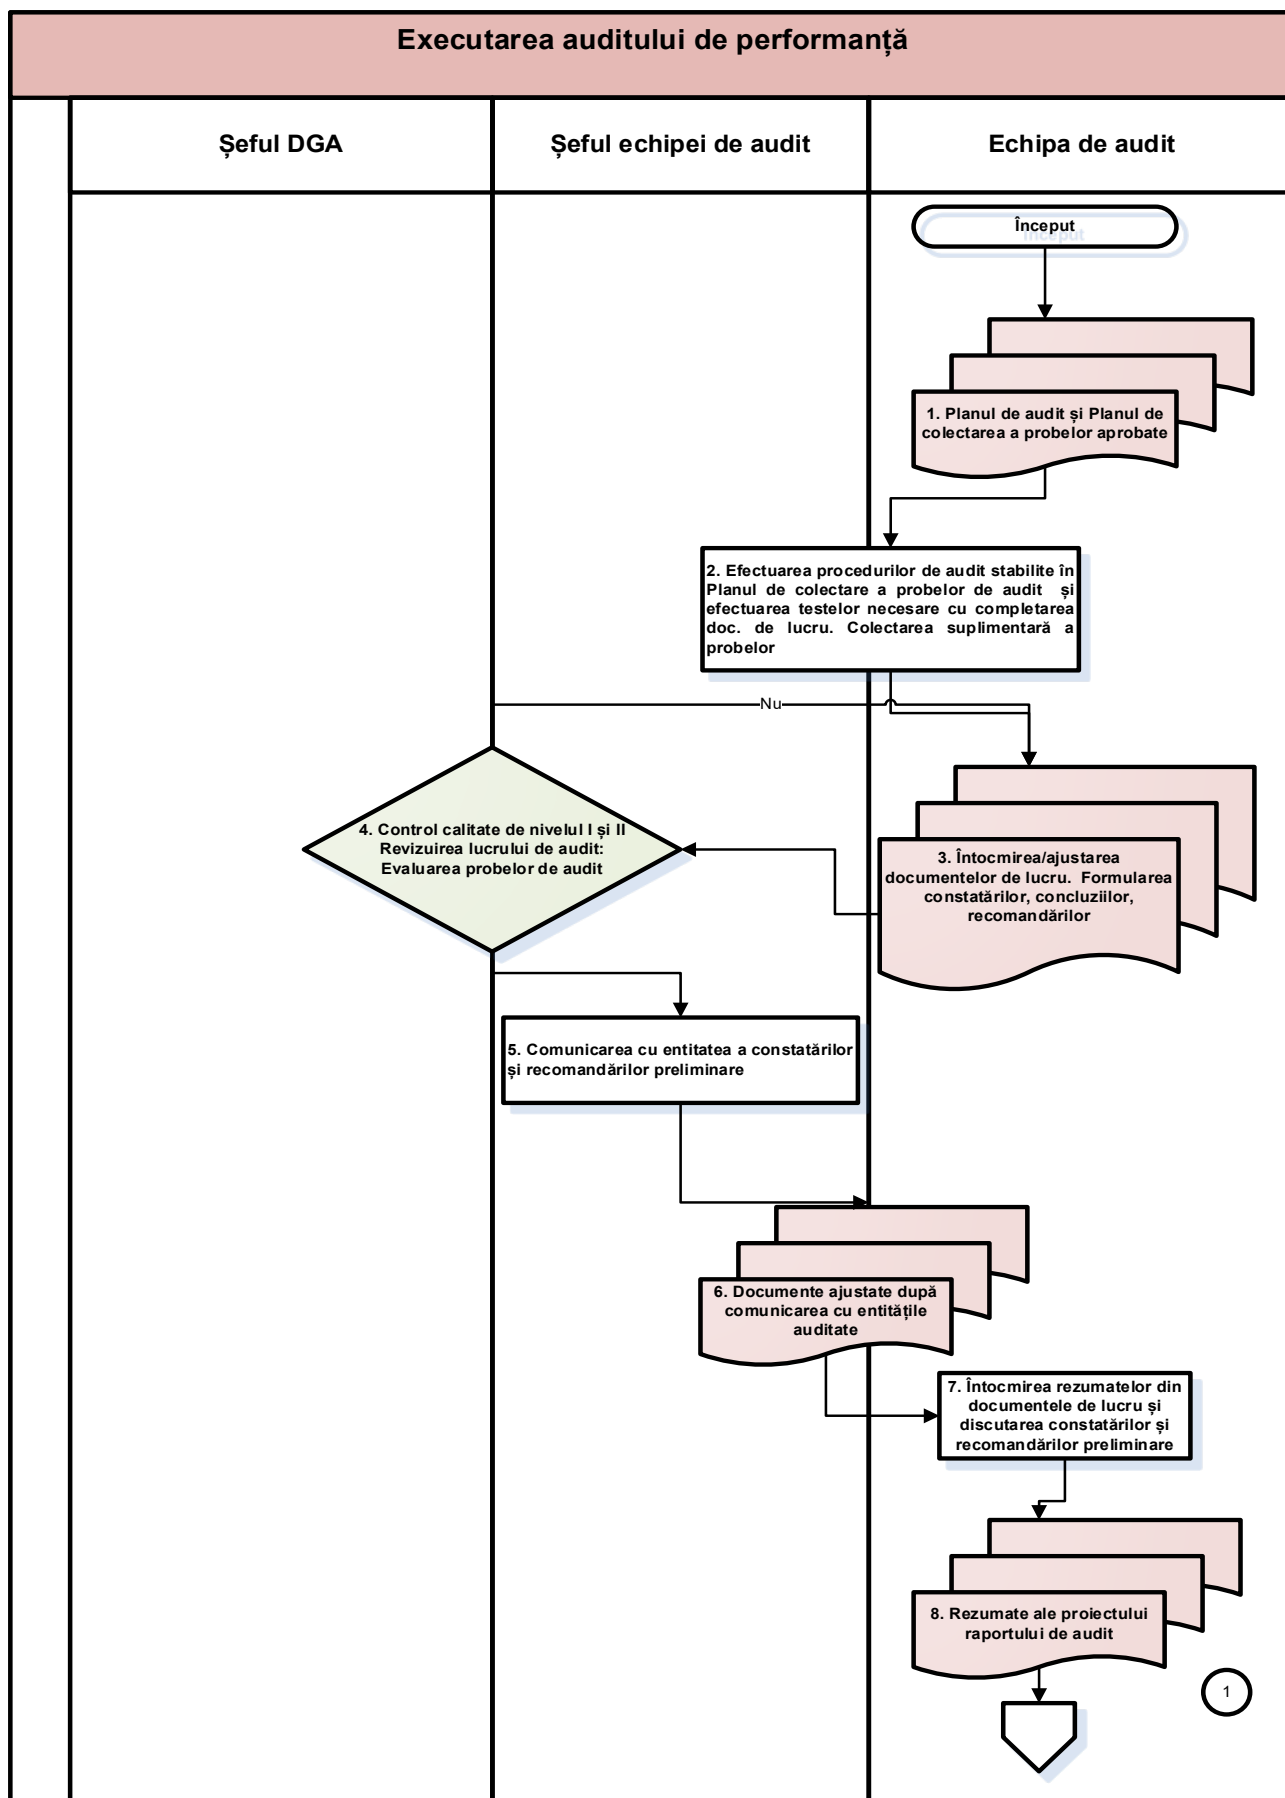 Executarea auditului de performanță
Șeful DGA
Șeful echipei de audit
Echipa de audit
Început
1. Planul de audit și Planul de
colectarea a probelor aprobate
2. Efectuarea procedurilor de audit stabilite în
Planul de colectare a probelor de audit și
efectuarea testelor necesare cu completarea
doc. de lucru. Colectarea suplimentară a
probelor
Nu
3. Întocmirea/ajustarea
documentelor de lucru. Formularea
constatărilor, concluziilor,
recomandărilor
4. Control calitate de nivelul I și II
Revizuirea lucrului de audit:
Evaluarea probelor de audit
5. Comunicarea cu entitatea a constatărilor
și recomandărilor preliminare
6. Documente ajustate după
comunicarea cu entitățile
auditate
7. Întocmirea rezumatelor din
documentele de lucru și
discutarea constatărilor și
recomandărilor preliminare
8. Rezumate ale proiectului
raportului de audit
1